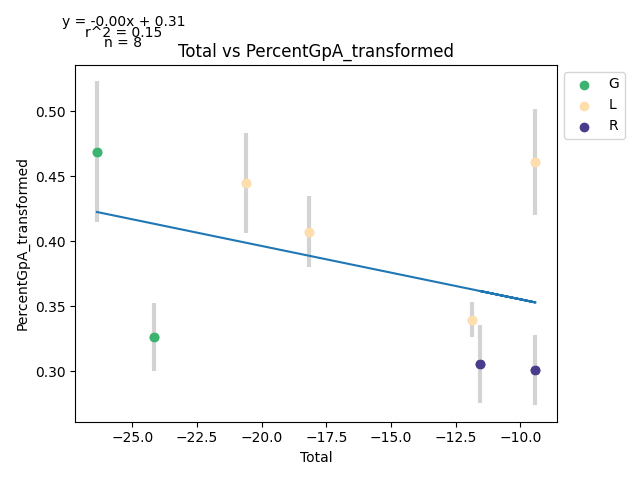 y = -0.00x + 0.31
r^2 = 0.15
n = 8
Total vs PercentGpA_transformed
G
L
R
PercentGpA_transformed
0.50
0.45
0.40
0.35
0.30
−25.0 −22.5 −20.0 −17.5 −15.0 −12.5 −10.0
Total